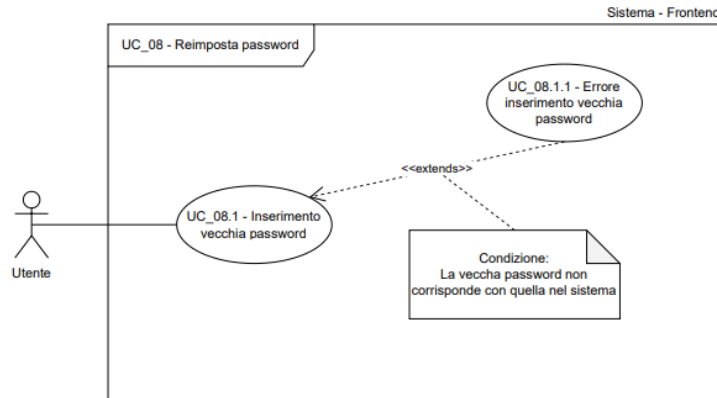 Sistema - Frontend
UC_08 - Reimposta password
UC_08.1.1 - Errore
inserimento vecchia
password
<<extends>>
UC_08.1 - Inserimento
vecchia password
Utente
Condizione:
La veccha password non
corrisponde con quella nel sistema